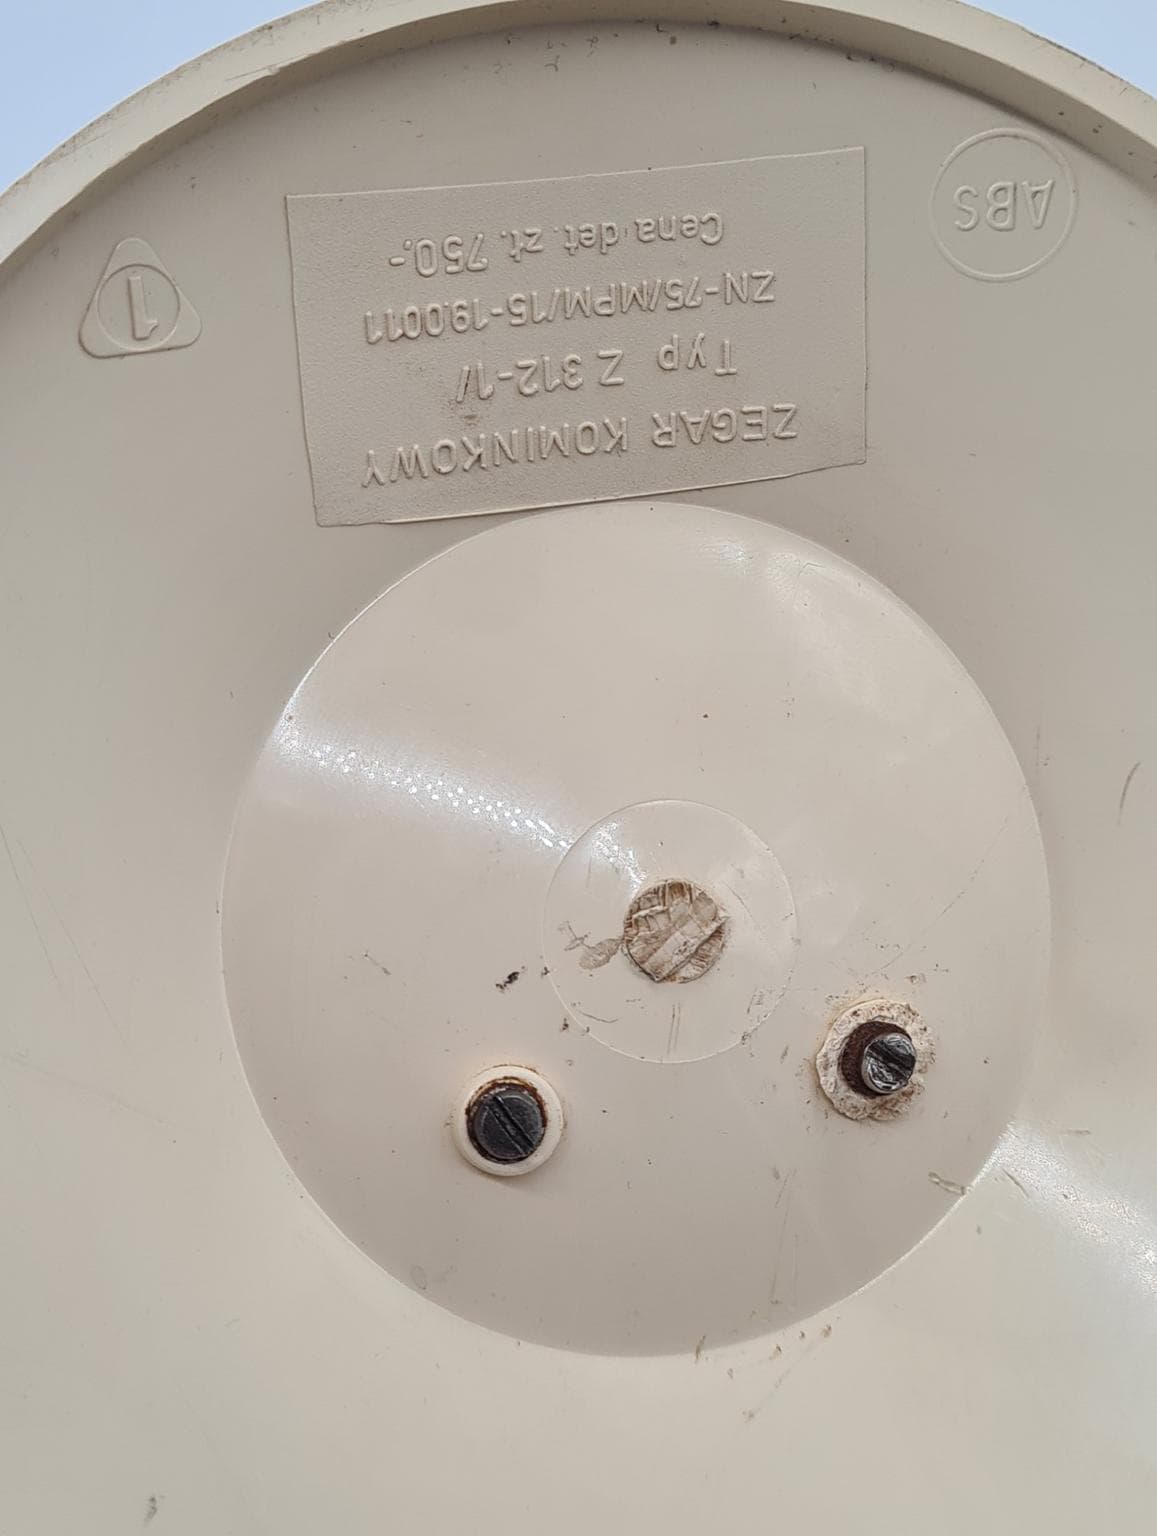 ZEGAR KOMINKOWY
Typ Z 312-1/
ZN-75/MPM/15-19.0011
Cena det. zł. 750,-
ABS
1